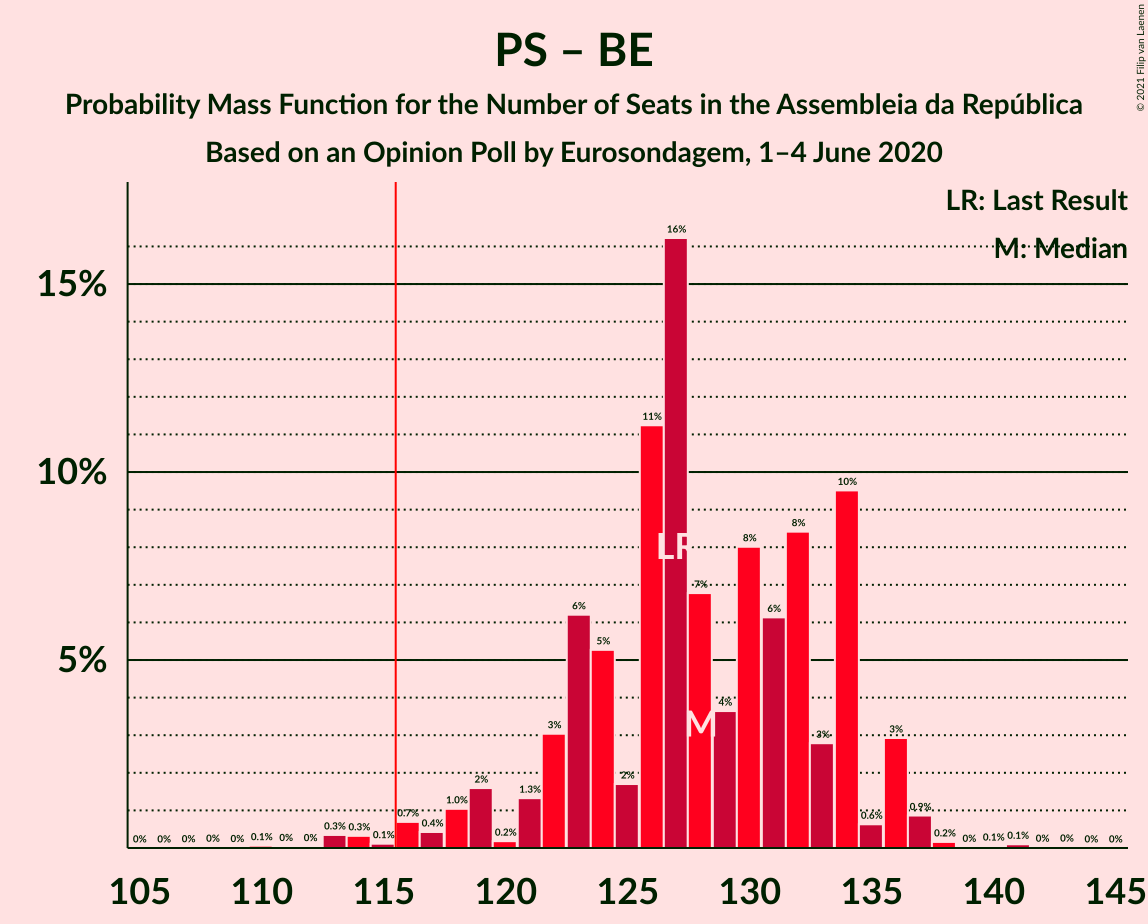 PS – BE
Probability Mass Function for the Number of Seats in the Assembleia da República
Based on an Opinion Poll by Eurosondagem, 1–4 June 2020
© 2021 Filip van Laenen
LR: Last Result
M: Median
15%
10%
5%
0% 0% 0% 0% 0% 0.1% 0% 0% 0.3% 0.3% 0.1% 0.7% 0.4% 1.0% 2% 0.2% 1.3% 3% 6% 5% 2% 11% 16% 7% 4% 8% 6% 8% 3% 10% 0.6% 3% 0.9% 0.2% 0% 0.1% 0.1% 0% 0% 0% 0%
LR
M
105 110 115 120 125 130 135 140 145